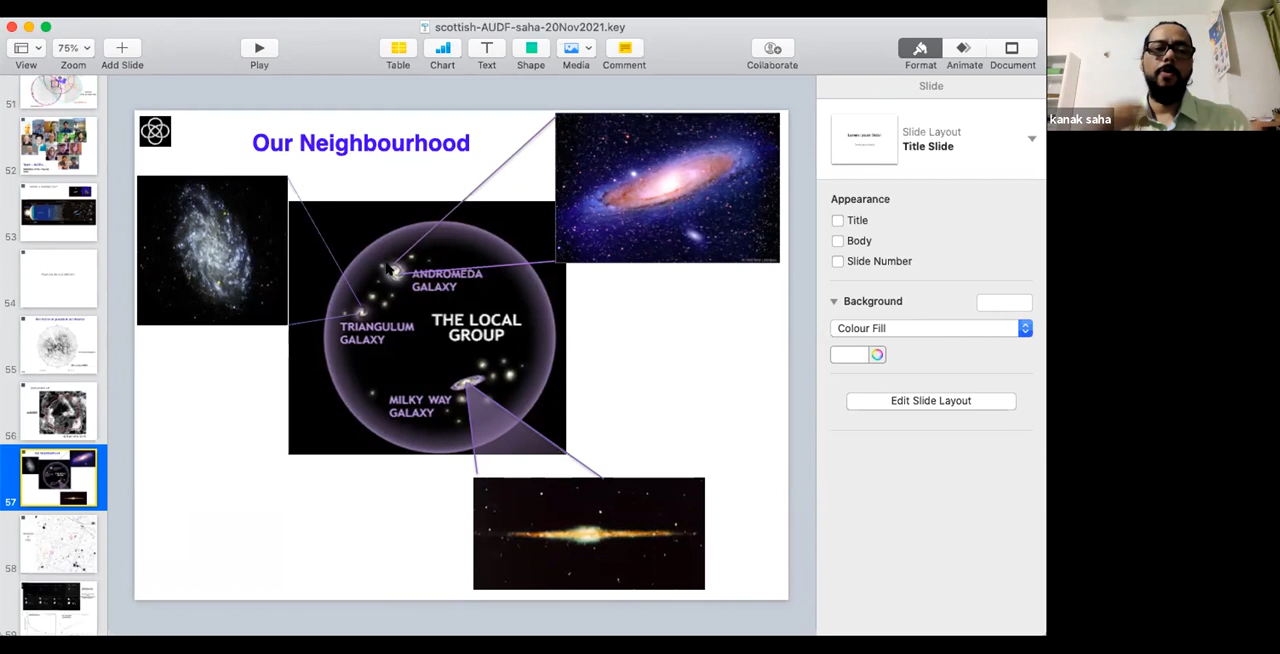 scottish-AUDF-saha-20Nov2021.key
75%
View
Zoom
Add Slide
Play
Table
Chart
Text
Shape
Media
Comment
Collaborate
Format
Animate
Document
kanak saha
Slide
Slide Layout
Title Slide
Appearance
Title
Body
Slide Number
Background
Colour Fill
Edit Slide Layout
51
52
53
54
55
56
57
58
59
Our Neighbourhood
ANDROMEDA
GALAXY
TRIANGULUM
GALAXY
THE LOCAL
GROUP
MILKY WAY
GALAXY